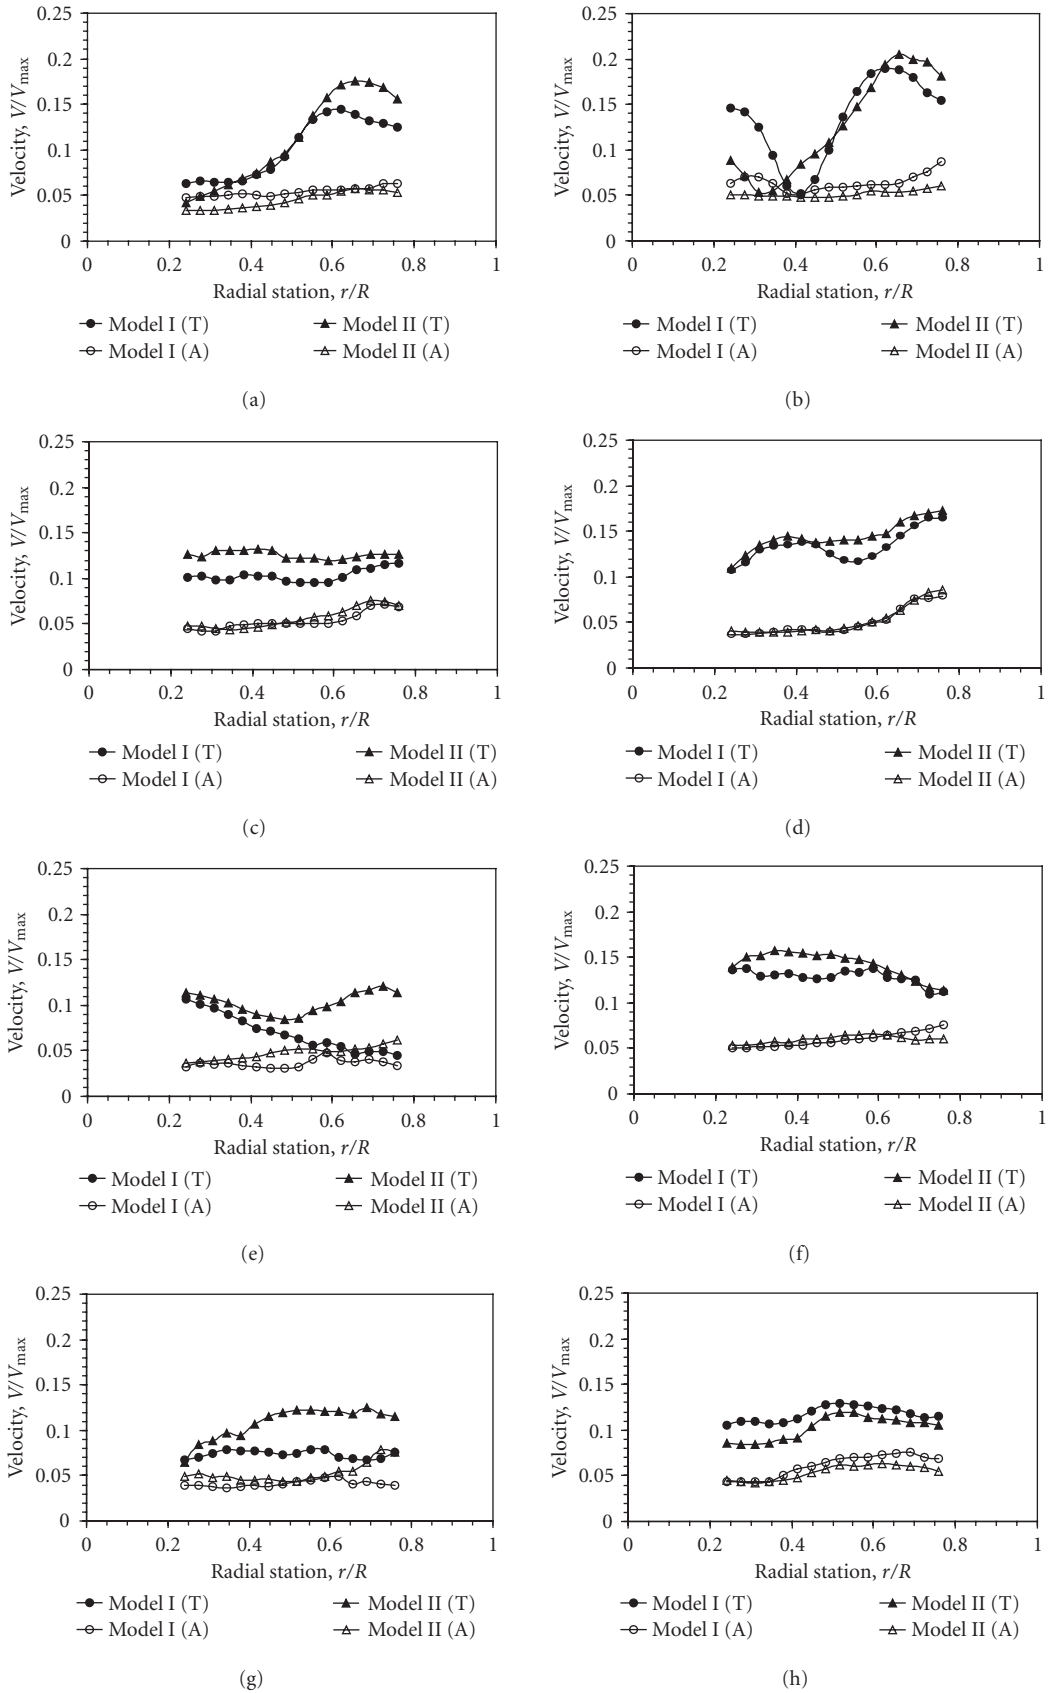 0.25
0.2
0.15
0.1
0.05
0
Velocity, V/Vmax
0 0.2 0.4 0.6 0.8 1
Radial station, r/R
Model I (T) Model II (T)
Model I (A) Model II (A)
(a)
0.25
0.2
0.15
0.1
0.05
0
Velocity, V/Vmax
0 0.2 0.4 0.6 0.8 1
Radial station, r/R
Model I (T) Model II (T)
Model I (A) Model II (A)
(b)
0.25
0.2
0.15
0.1
0.05
0
Velocity, V/Vmax
0 0.2 0.4 0.6 0.8 1
Radial station, r/R
Model I (T) Model II (T)
Model I (A) Model II (A)
(c)
0.25
0.2
0.15
0.1
0.05
0
Velocity, V/Vmax
0 0.2 0.4 0.6 0.8 1
Radial station, r/R
Model I (T) Model II (T)
Model I (A) Model II (A)
(d)
0.25
0.2
0.15
0.1
0.05
0
Velocity, V/Vmax
0 0.2 0.4 0.6 0.8 1
Radial station, r/R
Model I (T) Model II (T)
Model I (A) Model II (A)
(e)
0.25
0.2
0.15
0.1
0.05
0
Velocity, V/Vmax
0 0.2 0.4 0.6 0.8 1
Radial station, r/R
Model I (T) Model II (T)
Model I (A) Model II (A)
(f)
0.25
0.2
0.15
0.1
0.05
0
Velocity, V/Vmax
0 0.2 0.4 0.6 0.8 1
Radial station, r/R
Model I (T) Model II (T)
Model I (A) Model II (A)
(g)
0.25
0.2
0.15
0.1
0.05
0
Velocity, V/Vmax
0 0.2 0.4 0.6 0.8 1
Radial station, r/R
Model I (T) Model II (T)
Model I (A) Model II (A)
(h)